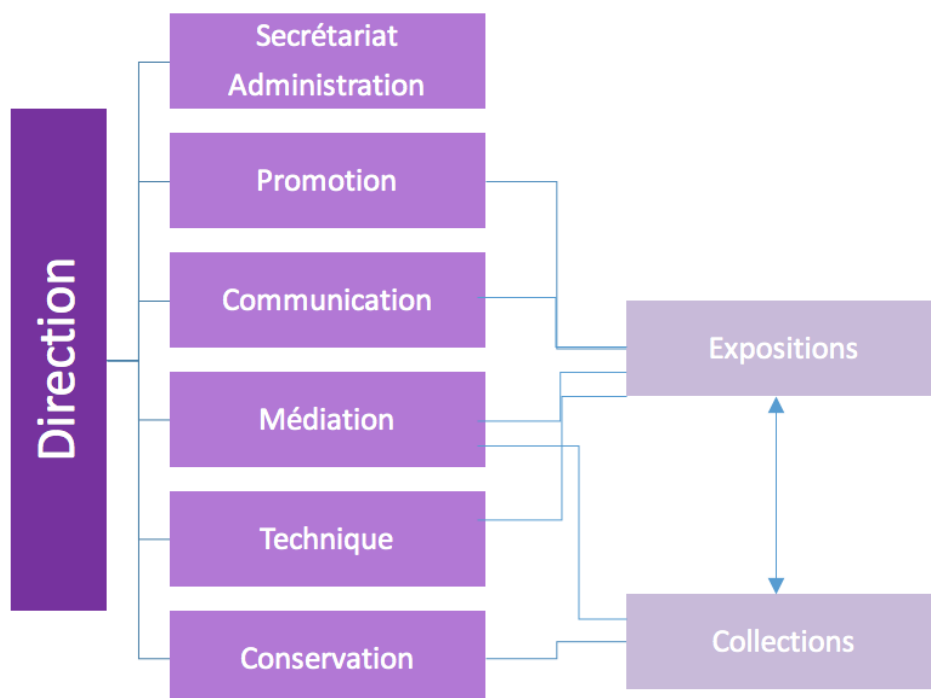 Direction
Secrétariat
Administration
Promotion
Communication
Médiation
Technique
Conservation
Expositions
Collections